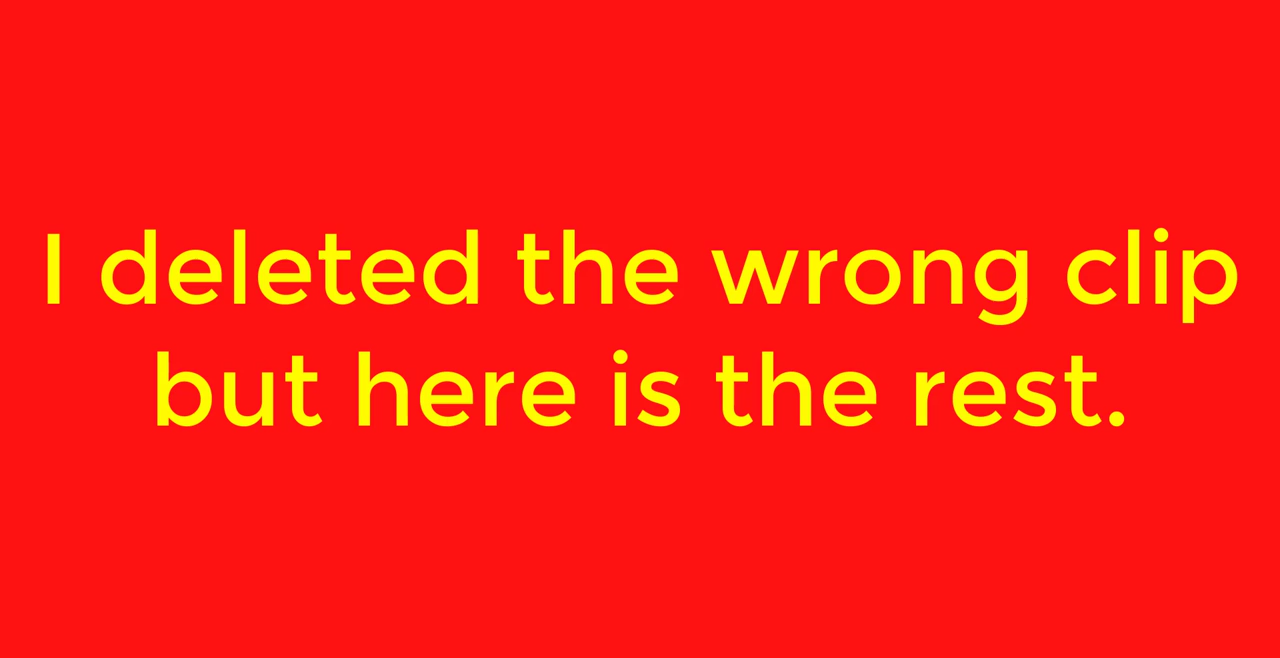 I deleted the wrong clip
but here is the rest.